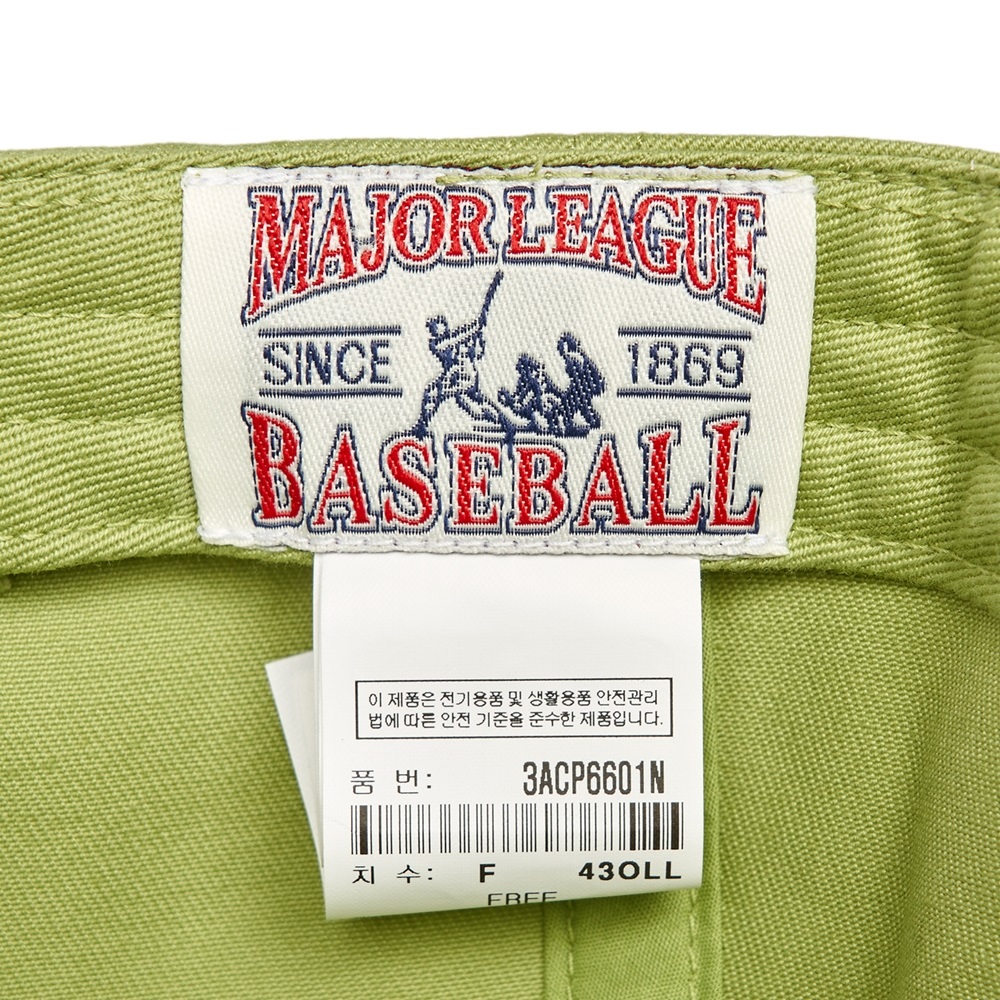 MAJOR LEAGUE
SINCE 1869
BASEBALL
이 제품은 전기용품 및 생활용품 안전관리
법에 따른 안전 기준을 준수한 제품입니다.
품 번: 3ACP6601N
치 수: F 43OLL
FREE